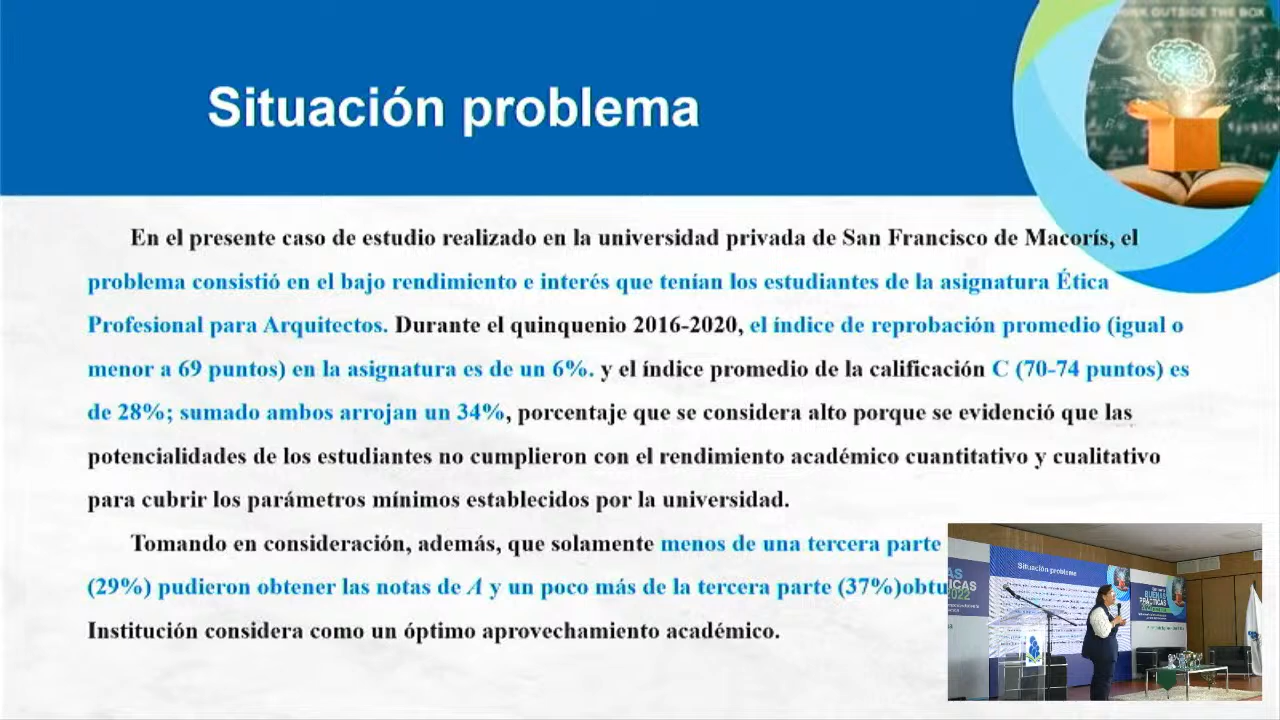 THINK OUTSIDE THE BOX
Situación problema
En el presente caso de estudio realizado en la universidad privada de San Francisco de Macorís, el
problema consistió en el bajo rendimiento e interés que tenían los estudiantes de la asignatura Ética
Profesional para Arquitectos. Durante el quinquenio 2016-2020, el índice de reprobación promedio (igual o
menor a 69 puntos) en la asignatura es de un 6%. y el índice promedio de la calificación C (70-74 puntos) es
de 28%; sumado ambos arrojan un 34%, porcentaje que se considera alto porque se evidenció que las
potencialidades de los estudiantes no cumplieron con el rendimiento académico cuantitativo y cualitativo
para cubrir los parámetros mínimos establecidos por la universidad.
Tomando en consideración, además, que solamente menos de una tercera parte
(29%) pudieron obtener las notas de A y un poco más de la tercera parte (37%)obtu
Institución considera como un óptimo aprovechamiento académico.
Situación problema
BUENAS
PRÁCTICAS
2022